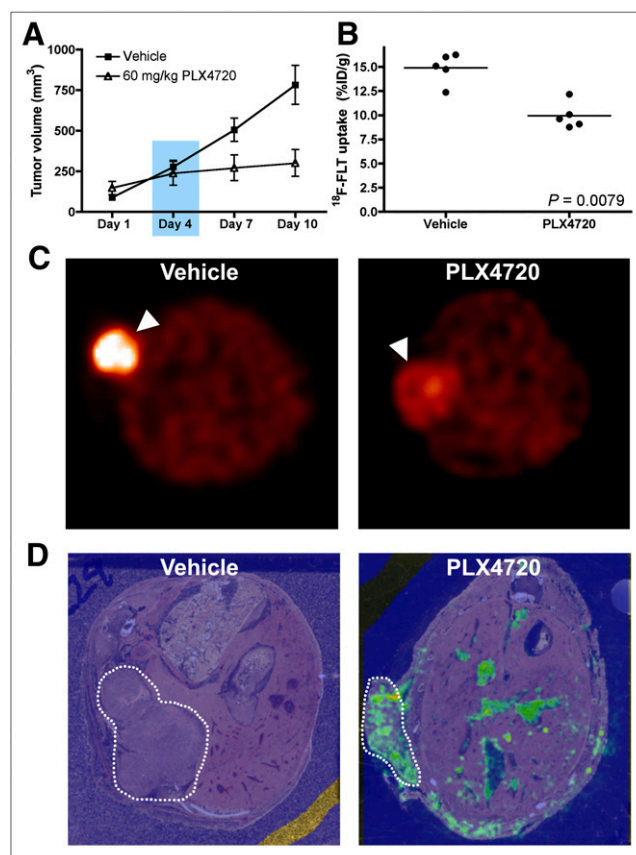 A
Tumor volume (mm³)
1000
750
500
250
0
Vehicle
60 mg/kg PLX4720
Day 1
Day 4
Day 7
Day 10
B
¹⁸F-FLT uptake (%ID/g)
15.0
12.5
10.0
7.5
5.0
2.5
0.0
P = 0.0079
Vehicle
PLX4720
C
Vehicle
PLX4720
D
Vehicle
PLX4720